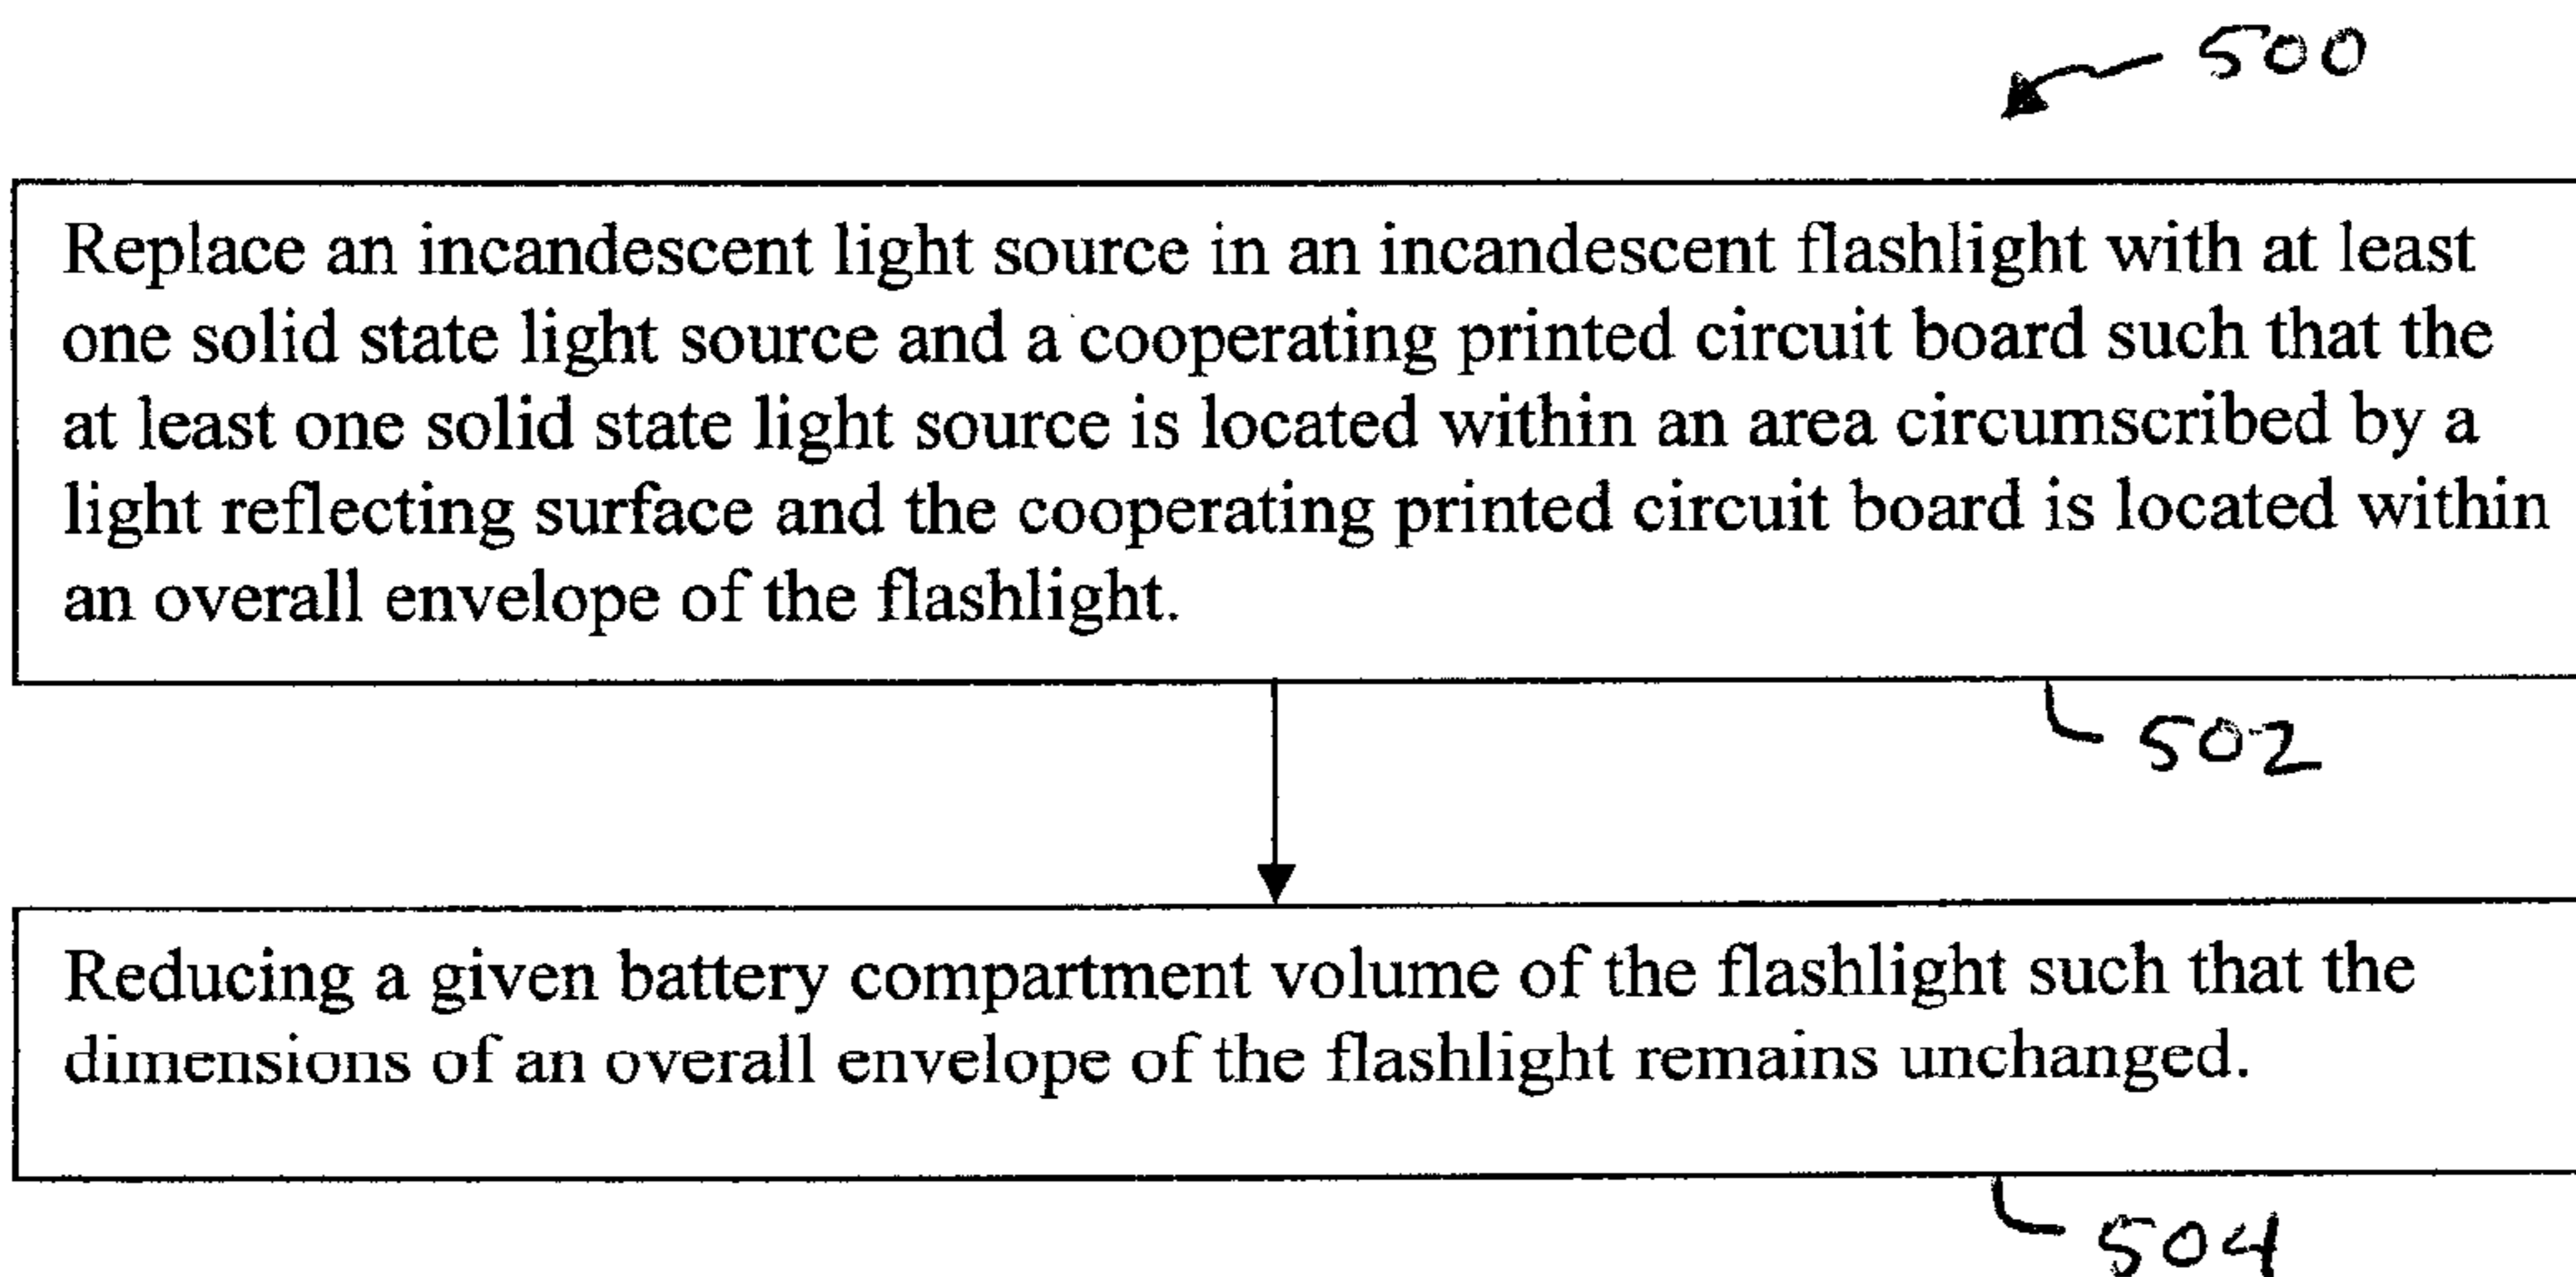 500
Replace an incandescent light source in an incandescent flashlight with at least
one solid state light source and a cooperating printed circuit board such that the
at least one solid state light source is located within an area circumscribed by a
light reflecting surface and the cooperating printed circuit board is located within
an overall envelope of the flashlight.
502
Reducing a given battery compartment volume of the flashlight such that the
dimensions of an overall envelope of the flashlight remains unchanged.
504